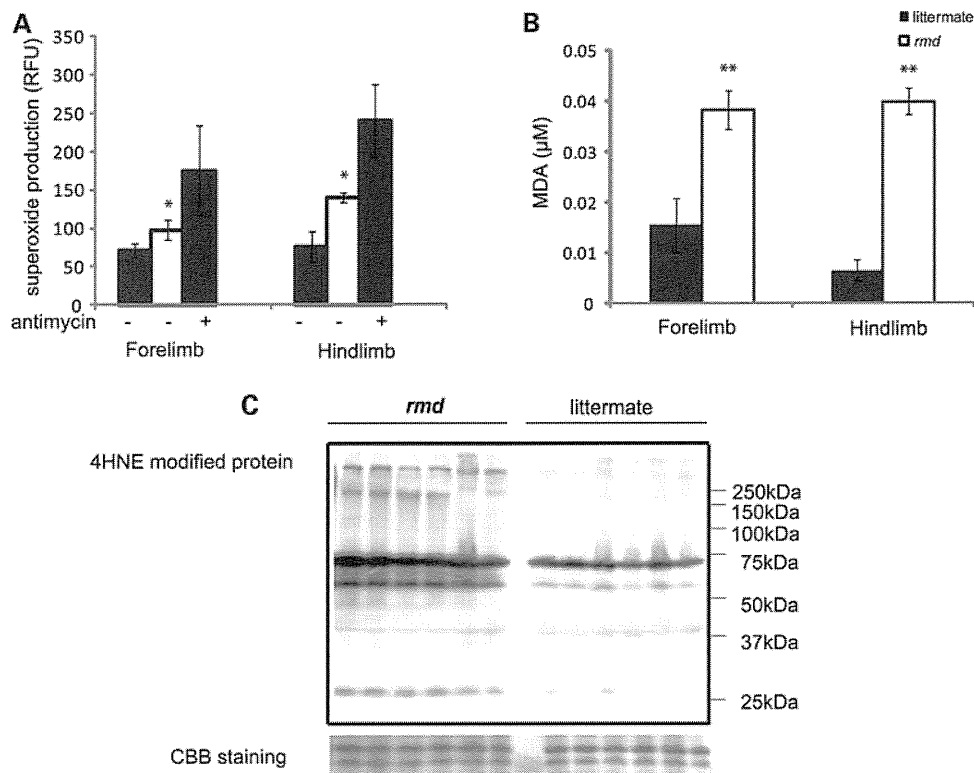 A
superoxide production (RFU)
350
300
250
200
150
100
50
0
antimycin - - + - - +
Forelimb Hindlimb
B
littermate
rmd
MDA (µM)
0.05
0.04
0.03
0.02
0.01
0
* *
** **
Forelimb Hindlimb
C
rmd littermate
4HNE modified protein
250kDa
150kDa
100kDa
75kDa
50kDa
37kDa
25kDa
CBB staining